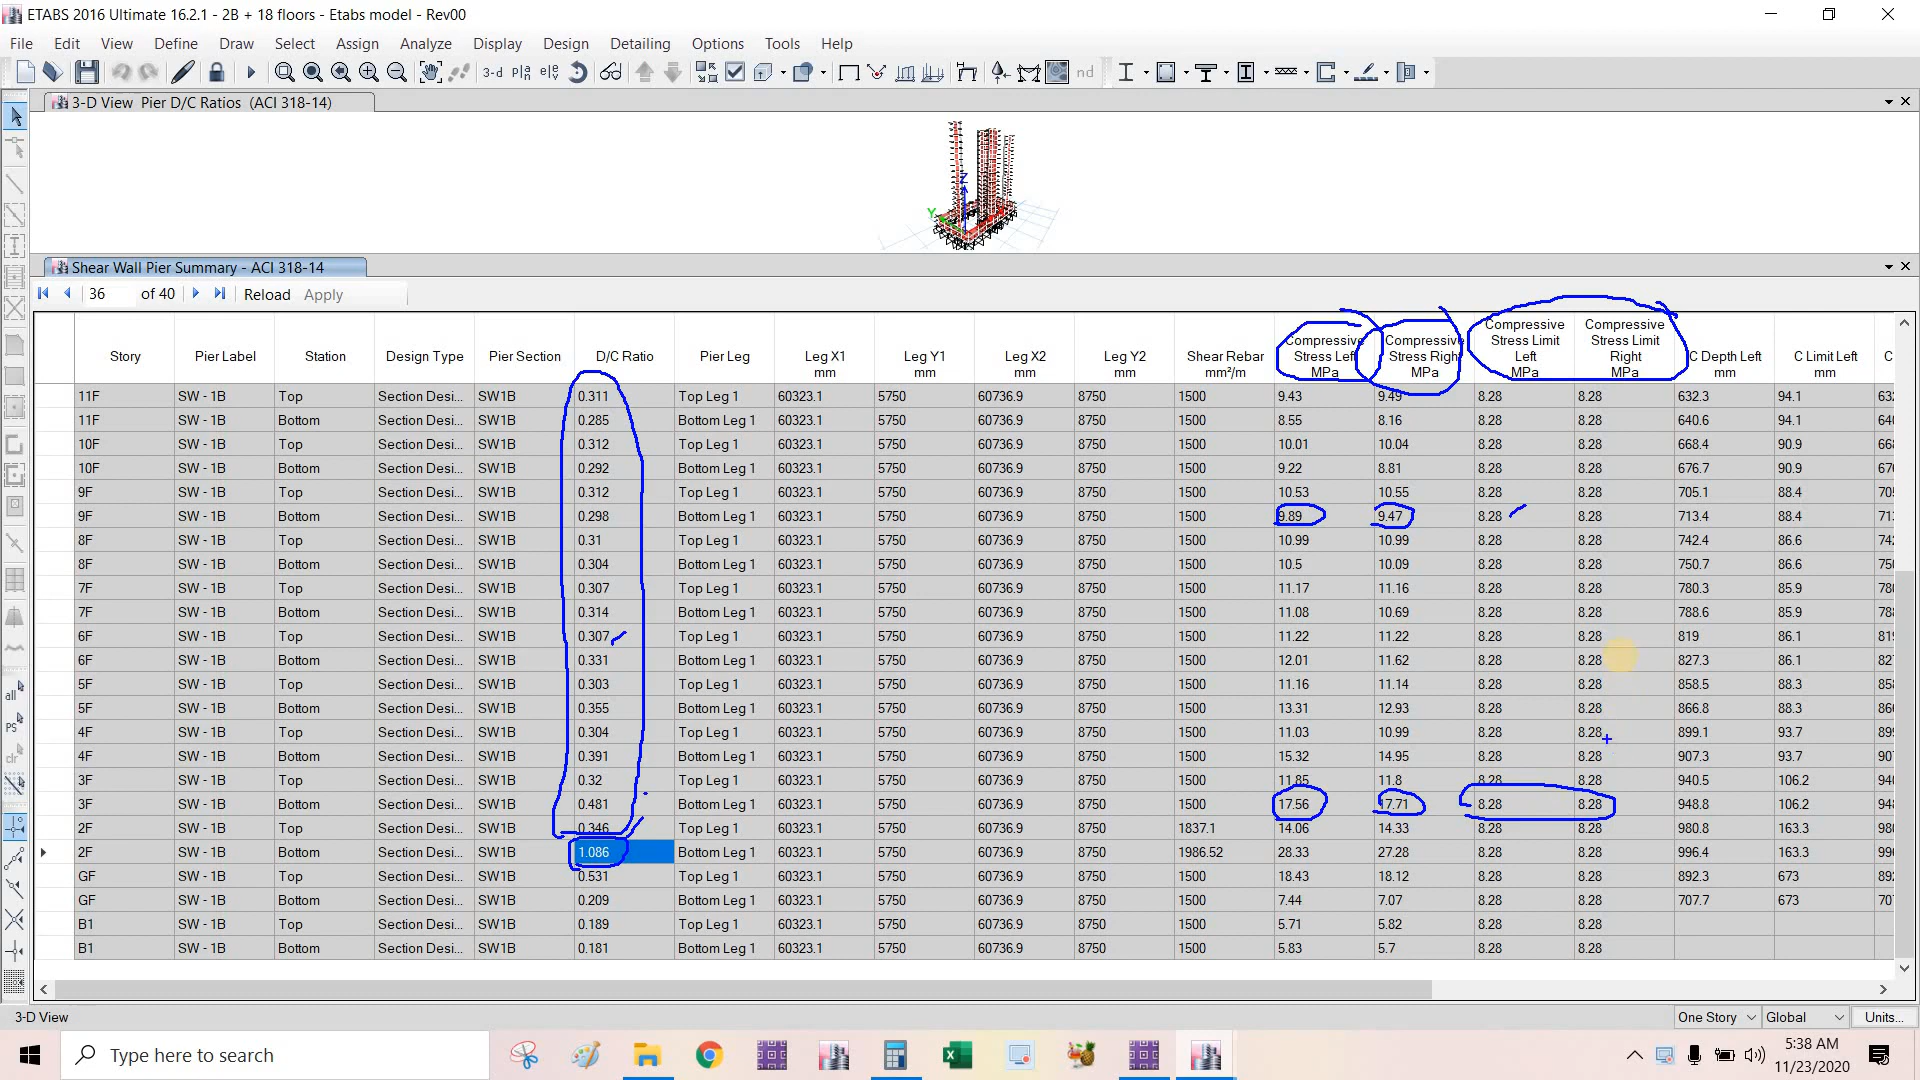 ETABS 2016 Ultimate 16.2.1 - 2B + 18 floors - Etabs model - Rev00
File Edit View Define Draw Select Assign Analyze Display Design Detailing Options Tools Help
3-d nd
3-D View Pier D/C Ratios (ACI 318-14)
Z
Y
Shear Wall Pier Summary - ACI 318-14
36 of 40 Reload Apply
Story Pier Label Station Design Type Pier Section D/C Ratio Pier Leg Leg X1 mm Leg Y1 mm Leg X2 mm Leg Y2 mm Shear Rebar mm²/m Compressive Stress Left MPa Compressive Stress Right MPa Compressive Stress Limit Left MPa Compressive Stress Limit Right MPa C Depth Left mm C Limit Left mm C
11F SW - 1B Top Section Desi... SW1B 0.311 Top Leg 1 60323.1 5750 60736.9 8750 1500 9.43 9.49 8.28 8.28 632.3 94.1 632
11F SW - 1B Bottom Section Desi... SW1B 0.285 Bottom Leg 1 60323.1 5750 60736.9 8750 1500 8.55 8.16 8.28 8.28 640.6 94.1 640
10F SW - 1B Top Section Desi... SW1B 0.312 Top Leg 1 60323.1 5750 60736.9 8750 1500 10.01 10.04 8.28 8.28 668.4 90.9 668
10F SW - 1B Bottom Section Desi... SW1B 0.292 Bottom Leg 1 60323.1 5750 60736.9 8750 1500 9.22 8.81 8.28 8.28 676.7 90.9 676
9F SW - 1B Top Section Desi... SW1B 0.312 Top Leg 1 60323.1 5750 60736.9 8750 1500 10.53 10.55 8.28 8.28 705.1 88.4 705
9F SW - 1B Bottom Section Desi... SW1B 0.298 Bottom Leg 1 60323.1 5750 60736.9 8750 1500 9.89 9.47 8.28 8.28 713.4 88.4 713
8F SW - 1B Top Section Desi... SW1B 0.31 Top Leg 1 60323.1 5750 60736.9 8750 1500 10.99 10.99 8.28 8.28 742.4 86.6 742
8F SW - 1B Bottom Section Desi... SW1B 0.304 Bottom Leg 1 60323.1 5750 60736.9 8750 1500 10.5 10.09 8.28 8.28 750.7 86.6 750
7F SW - 1B Top Section Desi... SW1B 0.307 Top Leg 1 60323.1 5750 60736.9 8750 1500 11.17 11.16 8.28 8.28 780.3 85.9 780
7F SW - 1B Bottom Section Desi... SW1B 0.314 Bottom Leg 1 60323.1 5750 60736.9 8750 1500 11.08 10.69 8.28 8.28 788.6 85.9 788
6F SW - 1B Top Section Desi... SW1B 0.307 Top Leg 1 60323.1 5750 60736.9 8750 1500 11.22 11.22 8.28 8.28 819 86.1 819
6F SW - 1B Bottom Section Desi... SW1B 0.331 Bottom Leg 1 60323.1 5750 60736.9 8750 1500 12.01 11.62 8.28 8.28 827.3 86.1 827
5F SW - 1B Top Section Desi... SW1B 0.303 Top Leg 1 60323.1 5750 60736.9 8750 1500 11.16 11.14 8.28 8.28 858.5 88.3 858
5F SW - 1B Bottom Section Desi... SW1B 0.355 Bottom Leg 1 60323.1 5750 60736.9 8750 1500 13.31 12.93 8.28 8.28 866.8 88.3 866
4F SW - 1B Top Section Desi... SW1B 0.304 Top Leg 1 60323.1 5750 60736.9 8750 1500 11.03 10.99 8.28 8.28 899.1 93.7 899
4F SW - 1B Bottom Section Desi... SW1B 0.391 Bottom Leg 1 60323.1 5750 60736.9 8750 1500 15.32 14.95 8.28 8.28 907.3 93.7 907
3F SW - 1B Top Section Desi... SW1B 0.32 Top Leg 1 60323.1 5750 60736.9 8750 1500 11.85 11.8 8.28 8.28 940.5 106.2 940
3F SW - 1B Bottom Section Desi... SW1B 0.481 Bottom Leg 1 60323.1 5750 60736.9 8750 1500 17.56 17.71 8.28 8.28 948.8 106.2 948
2F SW - 1B Top Section Desi... SW1B 0.346 Top Leg 1 60323.1 5750 60736.9 8750 1837.1 14.06 14.33 8.28 8.28 980.8 163.3 980
2F SW - 1B Bottom Section Desi... SW1B 1.086 Bottom Leg 1 60323.1 5750 60736.9 8750 1986.52 28.33 27.28 8.28 8.28 996.4 163.3 996
GF SW - 1B Top Section Desi... SW1B 0.531 Top Leg 1 60323.1 5750 60736.9 8750 1500 18.43 18.12 8.28 8.28 892.3 673 892
GF SW - 1B Bottom Section Desi... SW1B 0.209 Bottom Leg 1 60323.1 5750 60736.9 8750 1500 7.44 7.07 8.28 8.28 707.7 673 707
B1 SW - 1B Top Section Desi... SW1B 0.189 Top Leg 1 60323.1 5750 60736.9 8750 1500 5.71 5.82 8.28 8.28
B1 SW - 1B Bottom Section Desi... SW1B 0.181 Bottom Leg 1 60323.1 5750 60736.9 8750 1500 5.83 5.7 8.28 8.28
all
PS
clr
3-D View One Story Global Units...
Type here to search
5:38 AM
11/23/2020